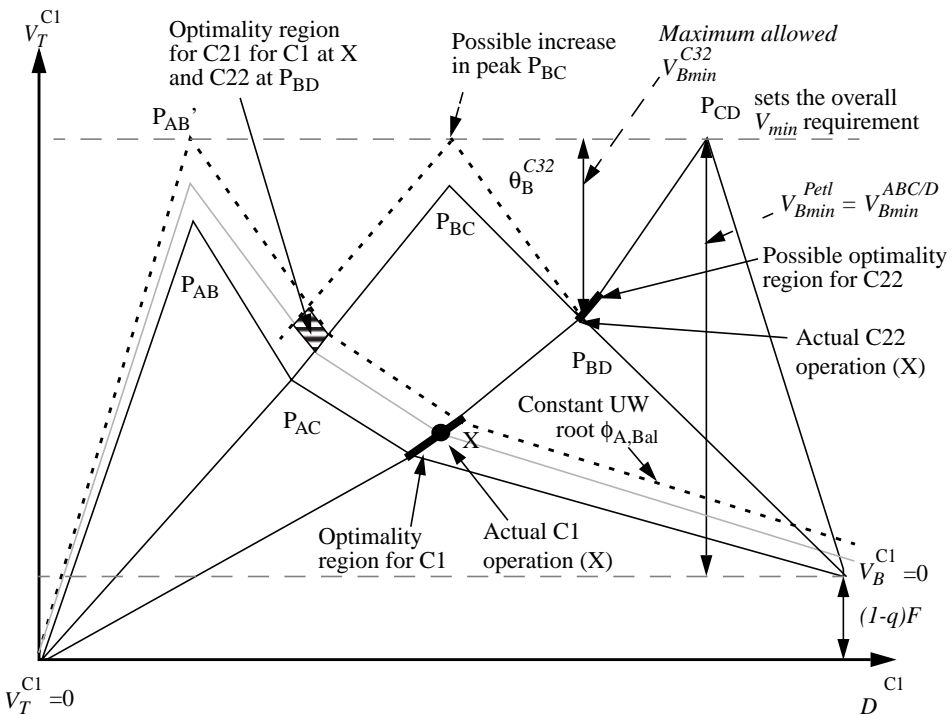 V_T^C1
Optimality region
for C21 for C1 at X
and C22 at P_BD
Possible increase
in peak P_BC
Maximum allowed
V_Bmin^C32
P_AB'
P_CD
sets the overall
V_min requirement
θ_B^C32
V_Bmin^Petl = V_Bmin^ABC/D
P_BC
P_AB
Possible optimality
region for C22
Actual C22
operation (X)
P_BD
Constant UW
root ϕ_A,Bal
P_AC
X
Optimality
region for C1
Actual C1
operation (X)
V_B^C1 =0
(1-q)F
V_T^C1 =0
D^C1